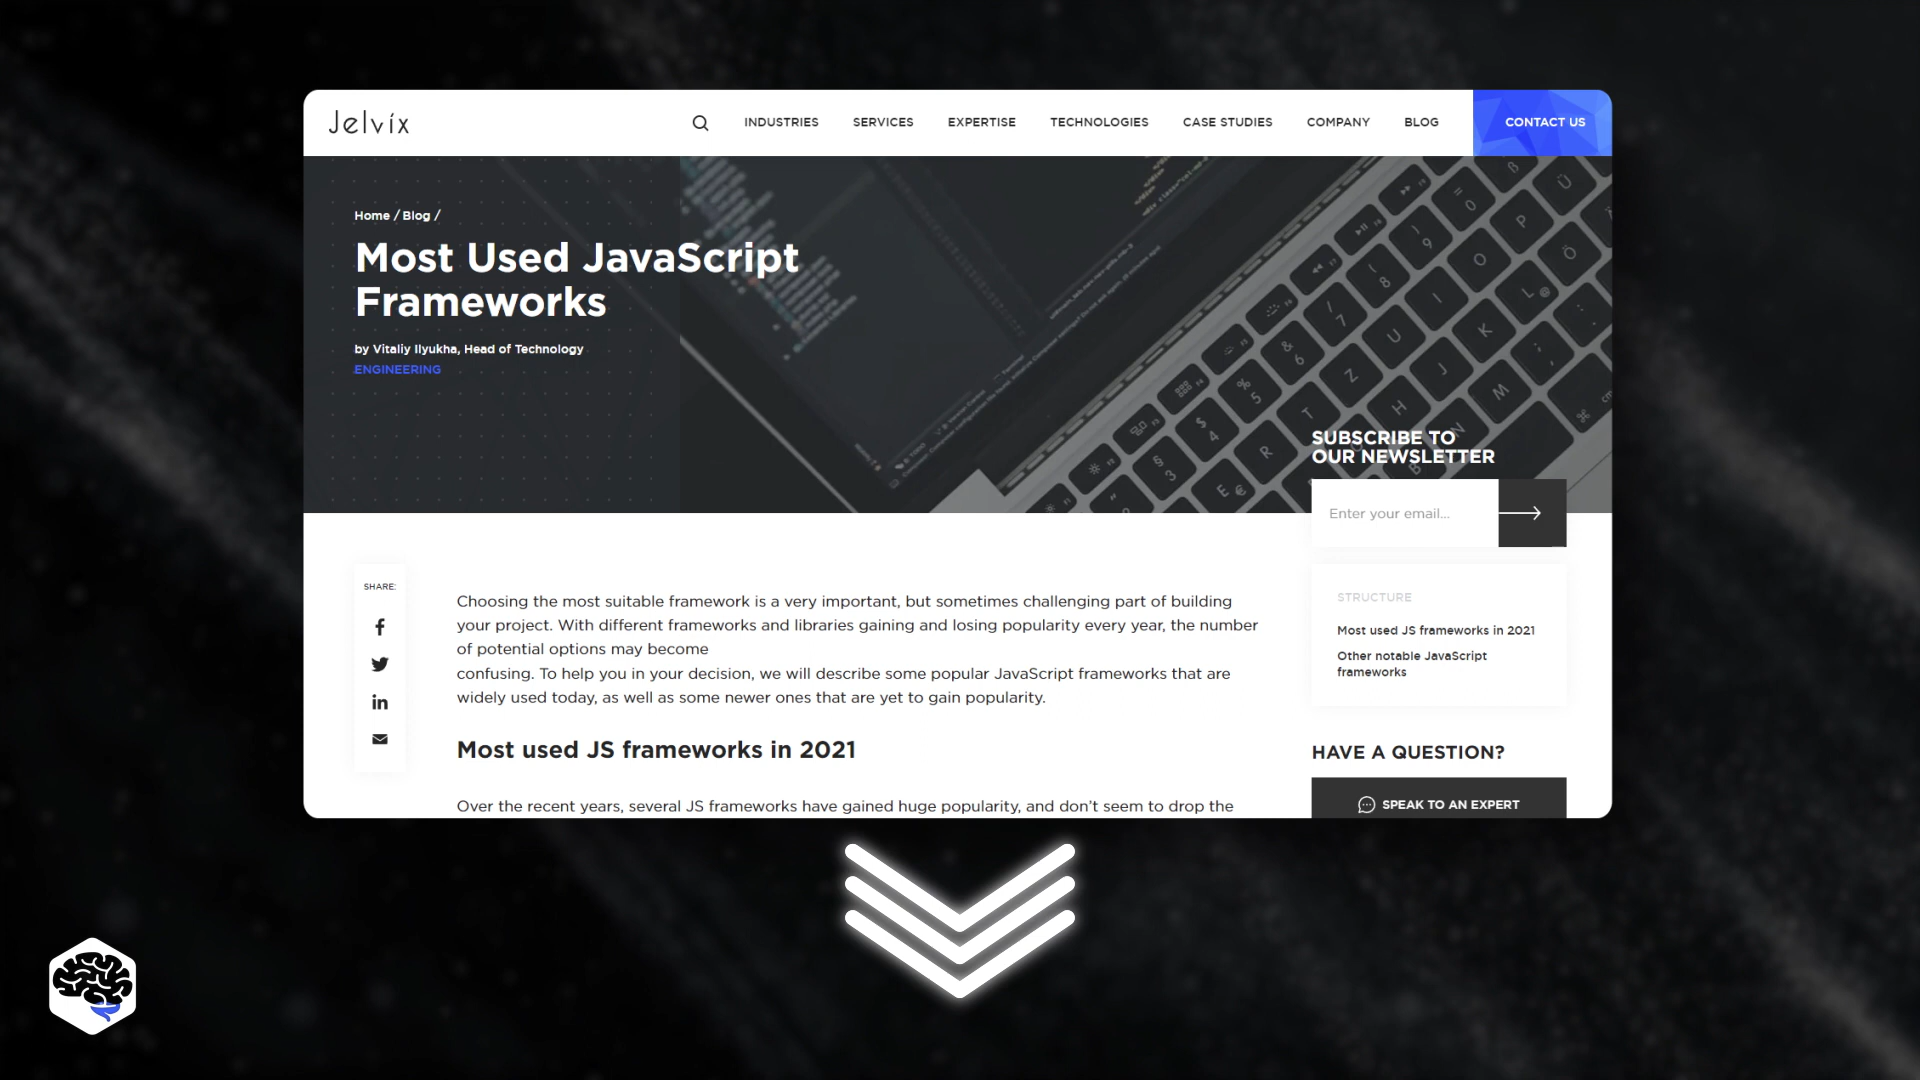 Jelvix
INDUSTRIES SERVICES EXPERTISE TECHNOLOGIES CASE STUDIES COMPANY BLOG CONTACT US
Home / Blog /
Most Used JavaScript
Frameworks
by Vitaliy Ilyukha, Head of Technology
ENGINEERING
SUBSCRIBE TO
OUR NEWSLETTER
Enter your email...
SHARE:
Choosing the most suitable framework is a very important, but sometimes challenging part of building
your project. With different frameworks and libraries gaining and losing popularity every year, the number
of potential options may become
confusing. To help you in your decision, we will describe some popular JavaScript frameworks that are
widely used today, as well as some newer ones that are yet to gain popularity.
Most used JS frameworks in 2021
Over the recent years, several JS frameworks have gained huge popularity, and don't seem to drop the
STRUCTURE
Most used JS frameworks in 2021
Other notable JavaScript
frameworks
HAVE A QUESTION?
SPEAK TO AN EXPERT